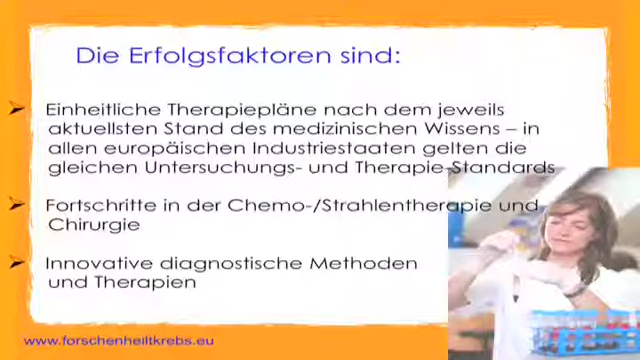 Die Erfolgsfaktoren sind:
Einheitliche Therapiepläne nach dem jeweils
aktuellsten Stand des medizinischen Wissens – in
allen europäischen Industriestaaten gelten die
gleichen Untersuchungs- und Therapie-Standards
Fortschritte in der Chemo-/Strahlentherapie und
Chirurgie
Innovative diagnostische Methoden
und Therapien
www.forschenheiltkrebs.eu